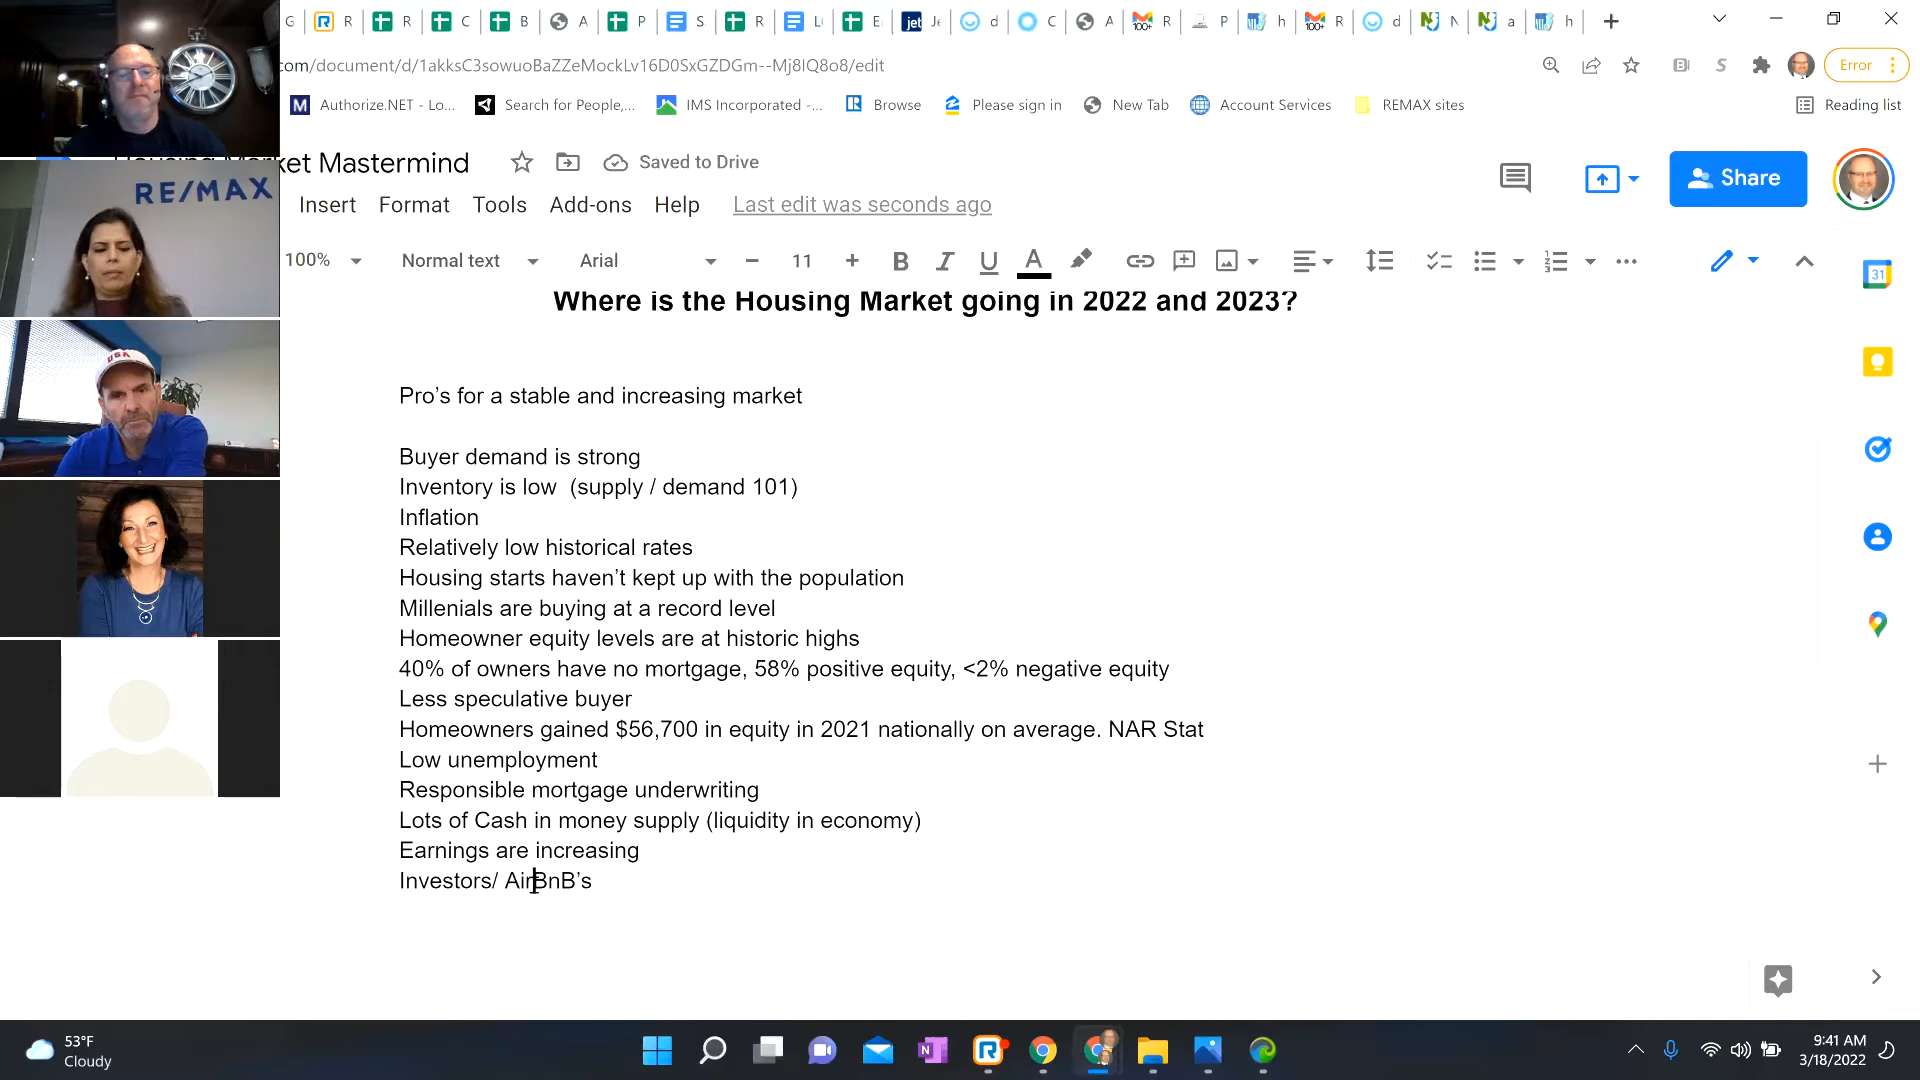 G R R C B A P S R L E jet Je d C A R P h R d N a h
com/document/d/1akksC3sowuoBaZZeMockLv16D0SxGZDGm--Mj8lQ8o8/edit
Error
Authorize.NET - Lo...
Search for People,...
IMS Incorporated -...
Browse
Please sign in
New Tab
Account Services
REMAX sites
Reading list
ket Mastermind
Saved to Drive
Share
RE/MAX
Insert Format Tools Add-ons Help Last edit was seconds ago
100% Normal text Arial 11 B I U A
31
Where is the Housing Market going in 2022 and 2023?
USA
Pro’s for a stable and increasing market
Buyer demand is strong
Inventory is low  (supply / demand 101)
Inflation
Relatively low historical rates
Housing starts haven’t kept up with the population
Millenials are buying at a record level
Homeowner equity levels are at historic highs
40% of owners have no mortgage, 58% positive equity, <2% negative equity
Less speculative buyer
Homeowners gained $56,700 in equity in 2021 nationally on average. NAR Stat
Low unemployment
Responsible mortgage underwriting
Lots of Cash in money supply (liquidity in economy)
Earnings are increasing
Investors/ AirBnB’s
53°F
Cloudy
9:41 AM
3/18/2022